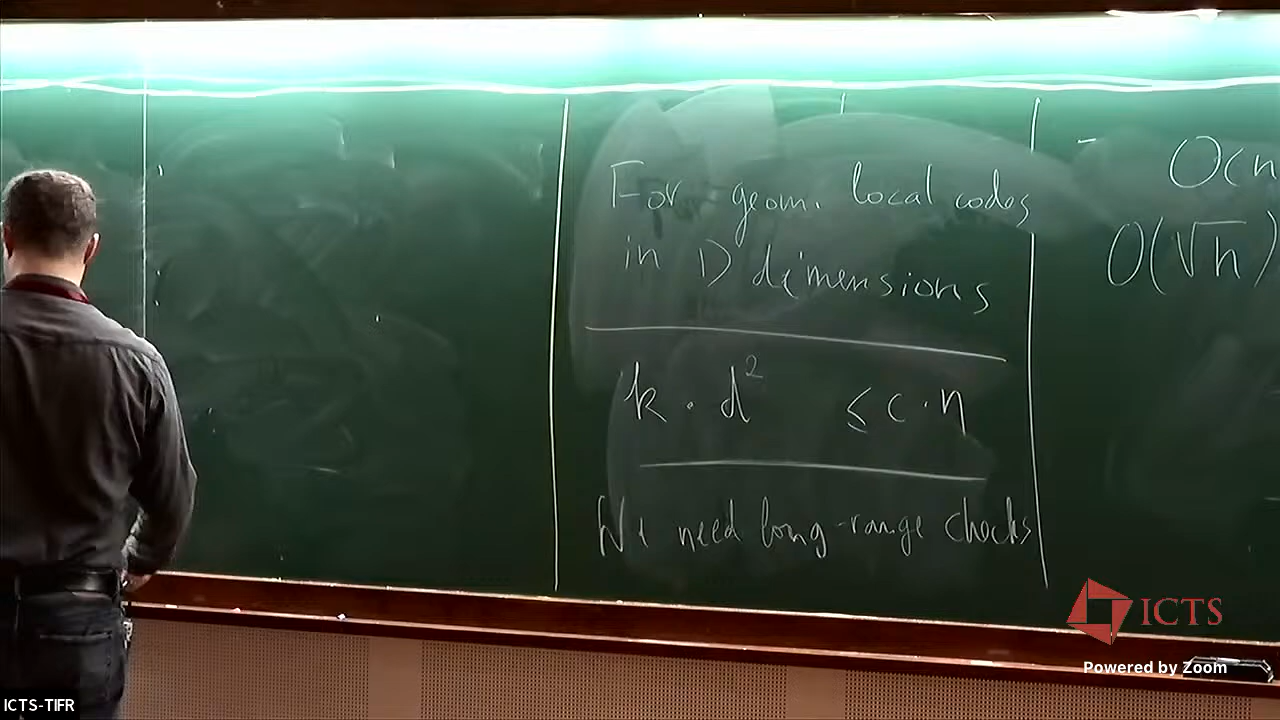 For geom. local codes
in D dimensions
k · d² ≤ c · n
We need long-range checks
O(n
O(√n)
ICTS
Powered by Zoom
ICTS-TIFR